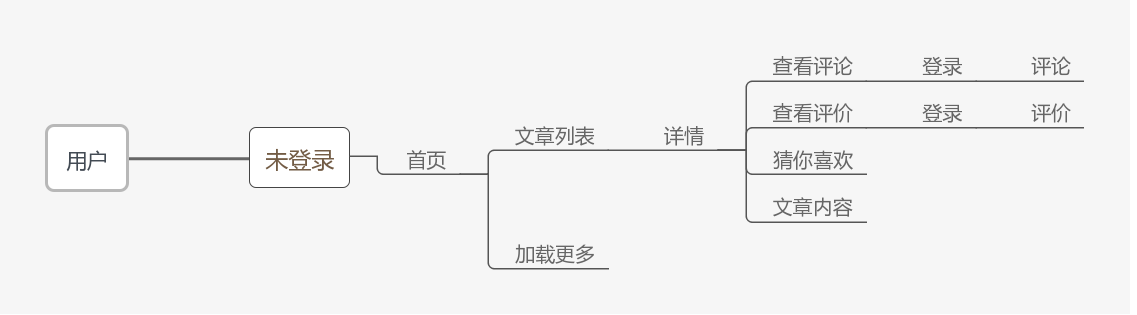 查看评论 登录 评论
查看评价 登录 评价
文章列表 详情
用户 未登录 首页 猜你喜欢
文章内容
加载更多